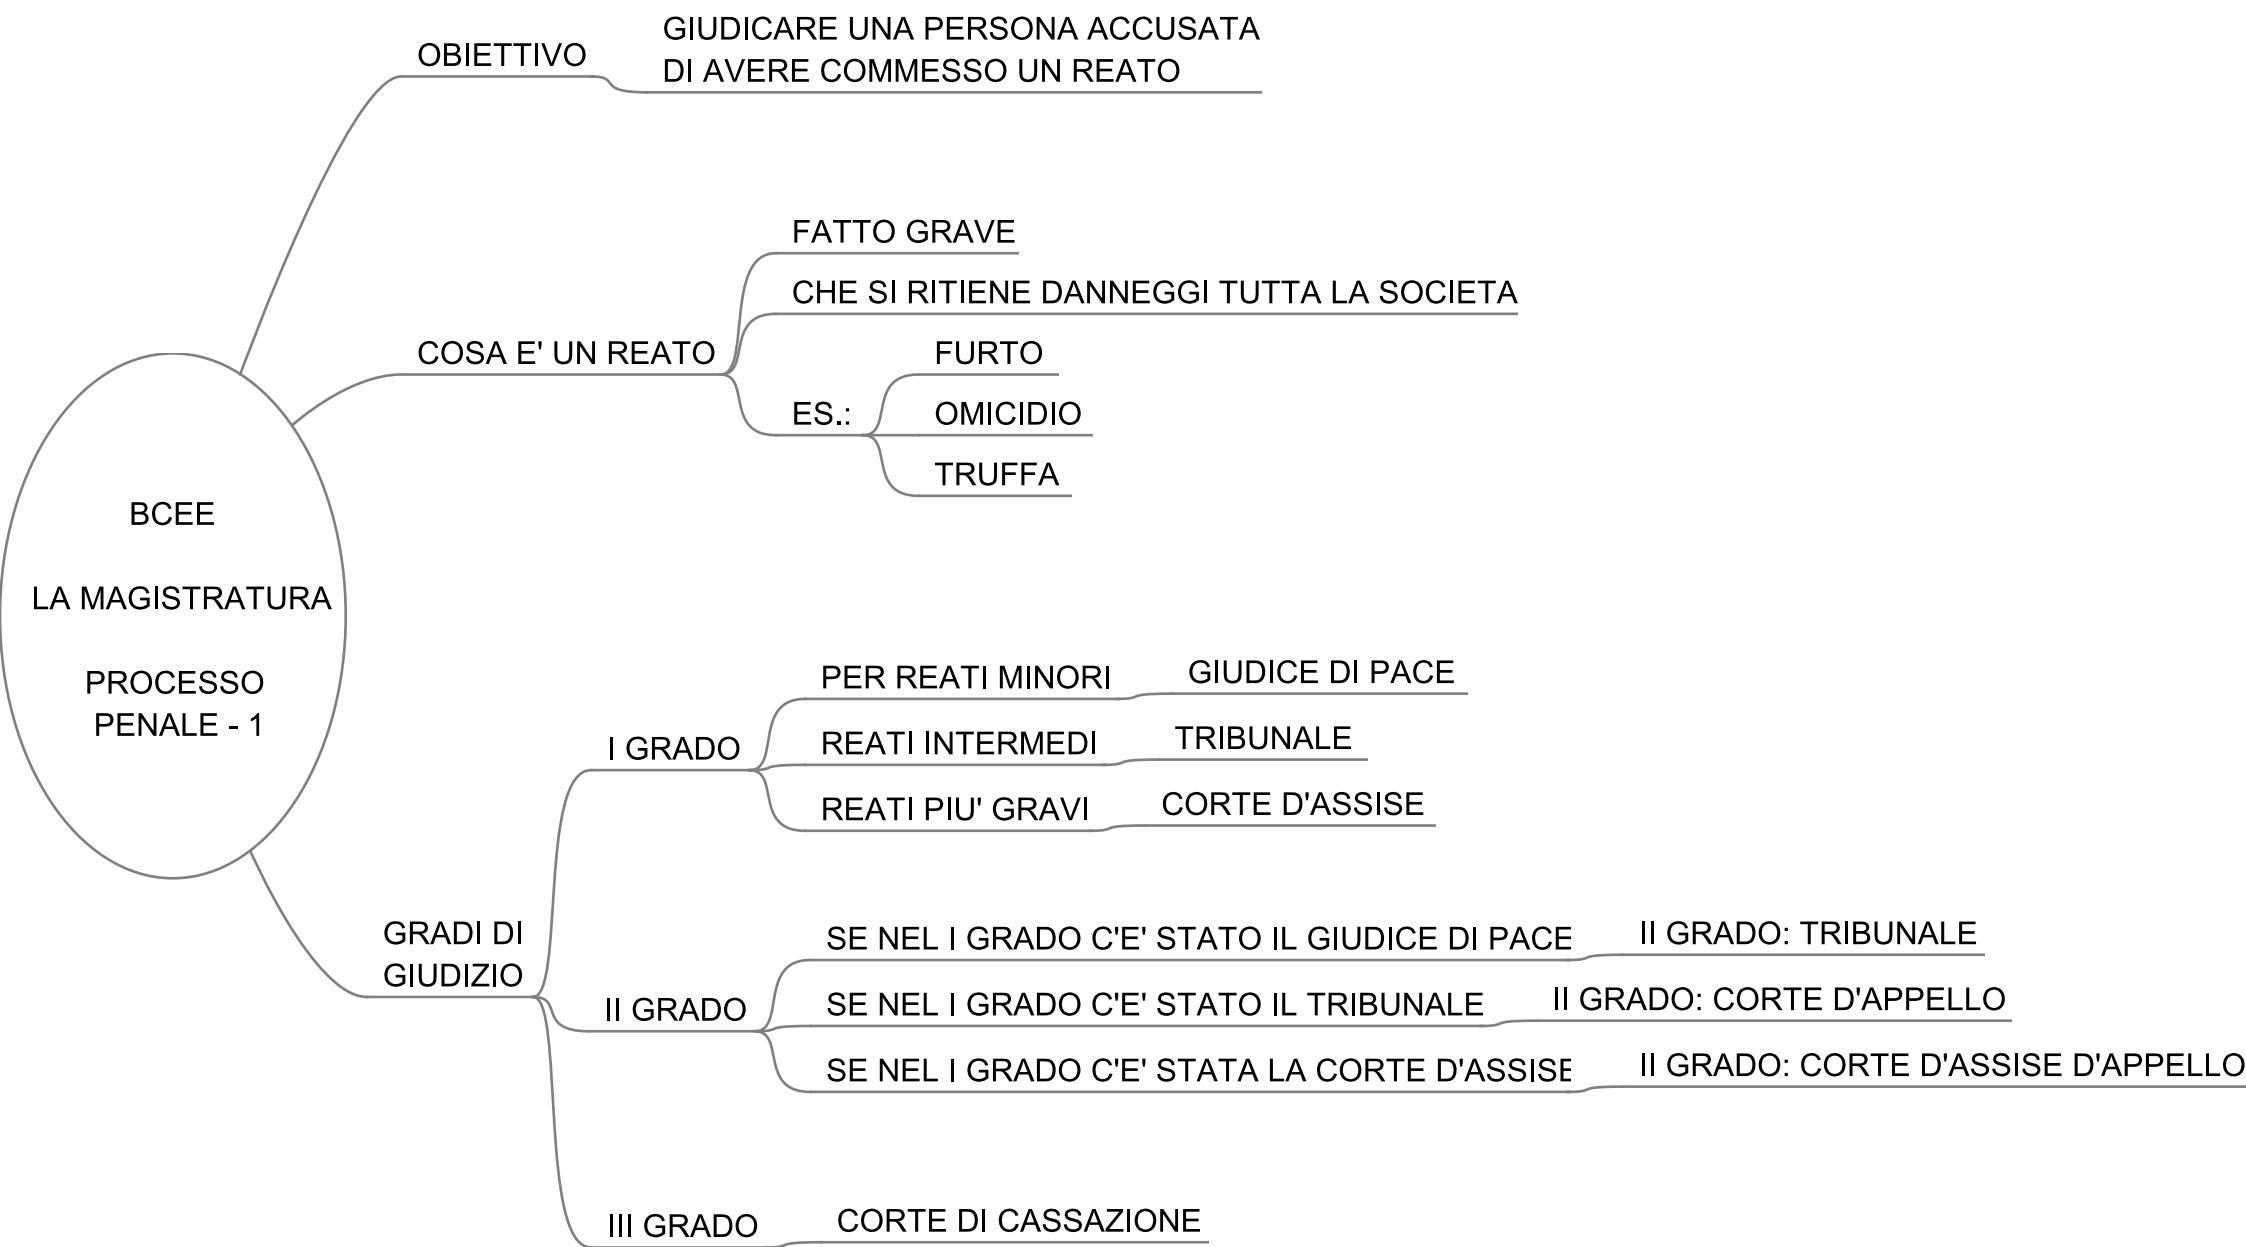 OBIETTIVO
GIUDICARE UNA PERSONA ACCUSATA
DI AVERE COMMESSO UN REATO
COSA E' UN REATO
FATTO GRAVE
CHE SI RITIENE DANNEGGI TUTTA LA SOCIETA
ES.:
FURTO
OMICIDIO
TRUFFA
BCEE
LA MAGISTRATURA
PROCESSO
PENALE - 1
GRADI DI
GIUDIZIO
I GRADO
PER REATI MINORI
GIUDICE DI PACE
REATI INTERMEDI
TRIBUNALE
REATI PIU' GRAVI
CORTE D'ASSISE
II GRADO
SE NEL I GRADO C'E' STATO IL GIUDICE DI PACE
II GRADO: TRIBUNALE
SE NEL I GRADO C'E' STATO IL TRIBUNALE
II GRADO: CORTE D'APPELLO
SE NEL I GRADO C'E' STATA LA CORTE D'ASSISE
II GRADO: CORTE D'ASSISE D'APPELLO
III GRADO
CORTE DI CASSAZIONE